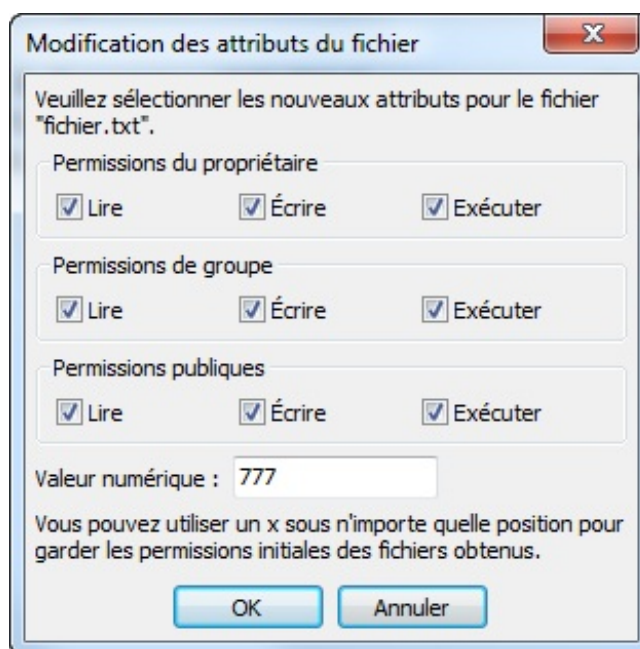 Modification des attributs du fichier
Veuillez sélectionner les nouveaux attributs pour le fichier
"fichier.txt".
Permissions du propriétaire
Lire Écrire Exécuter
Permissions de groupe
Lire Écrire Exécuter
Permissions publiques
Lire Écrire Exécuter
Valeur numérique : 777
Vous pouvez utiliser un x sous n'importe quelle position pour
garder les permissions initiales des fichiers obtenus.
OK Annuler